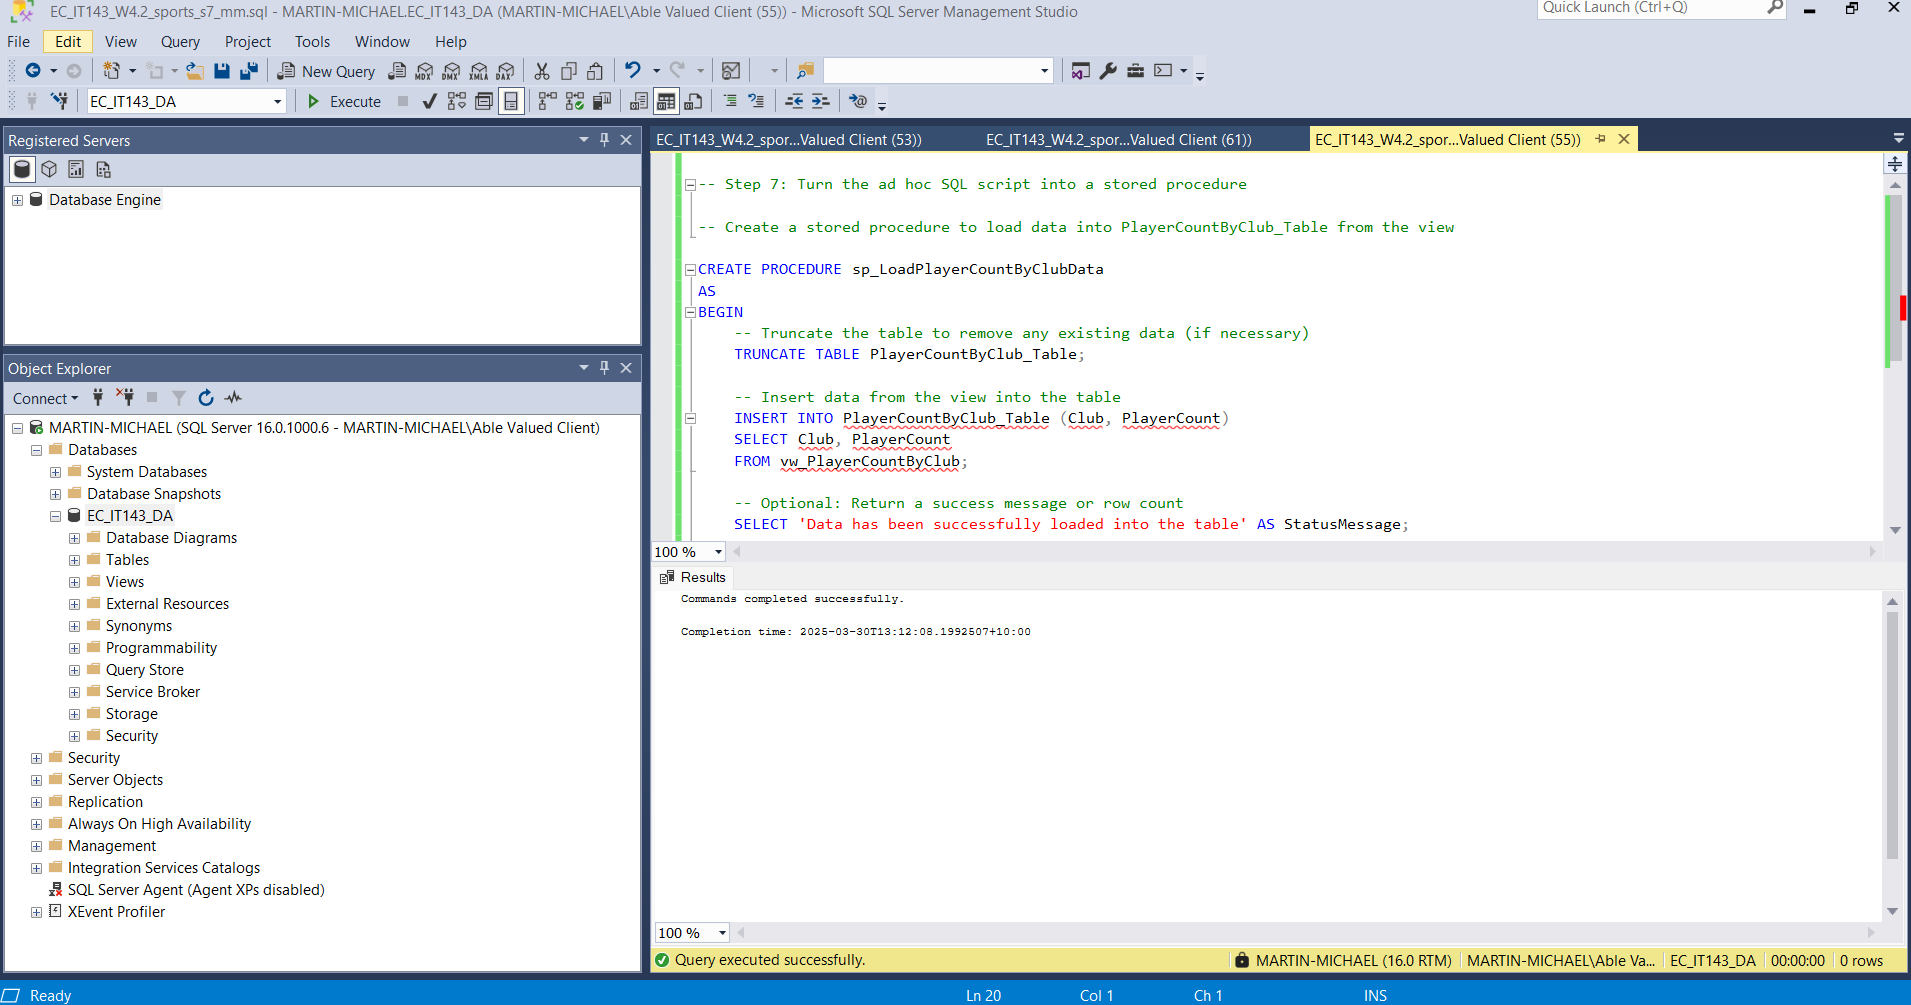 EC_IT143_W4.2_sports_s7_mm.sql - MARTIN-MICHAEL.EC_IT143_DA (MARTIN-MICHAEL\Able Valued Client (55)) - Microsoft SQL Server Management Studio
Quick Launch (Ctrl+Q)
File Edit View Query Project Tools Window Help
New Query MDX DMX XMLA DAX
EC_IT143_DA Execute
Registered Servers
Database Engine
Object Explorer
Connect
MARTIN-MICHAEL (SQL Server 16.0.1000.6 - MARTIN-MICHAEL\Able Valued Client)
Databases
System Databases
Database Snapshots
EC_IT143_DA
Database Diagrams
Tables
Views
External Resources
Synonyms
Programmability
Query Store
Service Broker
Storage
Security
Security
Server Objects
Replication
Always On High Availability
Management
Integration Services Catalogs
SQL Server Agent (Agent XPs disabled)
XEvent Profiler
EC_IT143_W4.2_spor...Valued Client (53)) EC_IT143_W4.2_spor...Valued Client (61)) EC_IT143_W4.2_spor...Valued Client (55))
-- Step 7: Turn the ad hoc SQL script into a stored procedure
-- Create a stored procedure to load data into PlayerCountByClub_Table from the view
CREATE PROCEDURE sp_LoadPlayerCountByClubData
AS
BEGIN
-- Truncate the table to remove any existing data (if necessary)
TRUNCATE TABLE PlayerCountByClub_Table;
-- Insert data from the view into the table
INSERT INTO PlayerCountByClub_Table (Club, PlayerCount)
SELECT Club, PlayerCount
FROM vw_PlayerCountByClub;
-- Optional: Return a success message or row count
SELECT 'Data has been successfully loaded into the table' AS StatusMessage;
100 %
Results
Commands completed successfully.
Completion time: 2025-03-30T13:12:08.1992507+10:00
100 %
Query executed successfully. MARTIN-MICHAEL (16.0 RTM) MARTIN-MICHAEL\Able Va... EC_IT143_DA 00:00:00 0 rows
Ready Ln 20 Col 1 Ch 1 INS